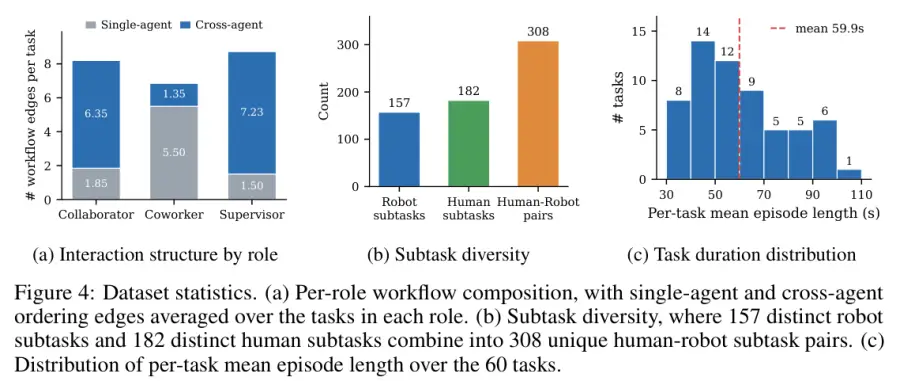 Single-agent Cross-agent
# workflow edges per task
8
6
4
2
0
6.35
1.85
1.35
5.50
7.23
1.50
Collaborator Coworker Supervisor
(a) Interaction structure by role
Count
300
200
100
0
157
182
308
Robot subtasks
Human subtasks
Human-Robot pairs
(b) Subtask diversity
# tasks
15
10
5
0
mean 59.9s
8
14
12
9
5
5
6
1
30 50 70 90 110
Per-task mean episode length (s)
(c) Task duration distribution
Figure 4: Dataset statistics. (a) Per-role workflow composition, with single-agent and cross-agent
ordering edges averaged over the tasks in each role. (b) Subtask diversity, where 157 distinct robot
subtasks and 182 distinct human subtasks combine into 308 unique human-robot subtask pairs. (c)
Distribution of per-task mean episode length over the 60 tasks.